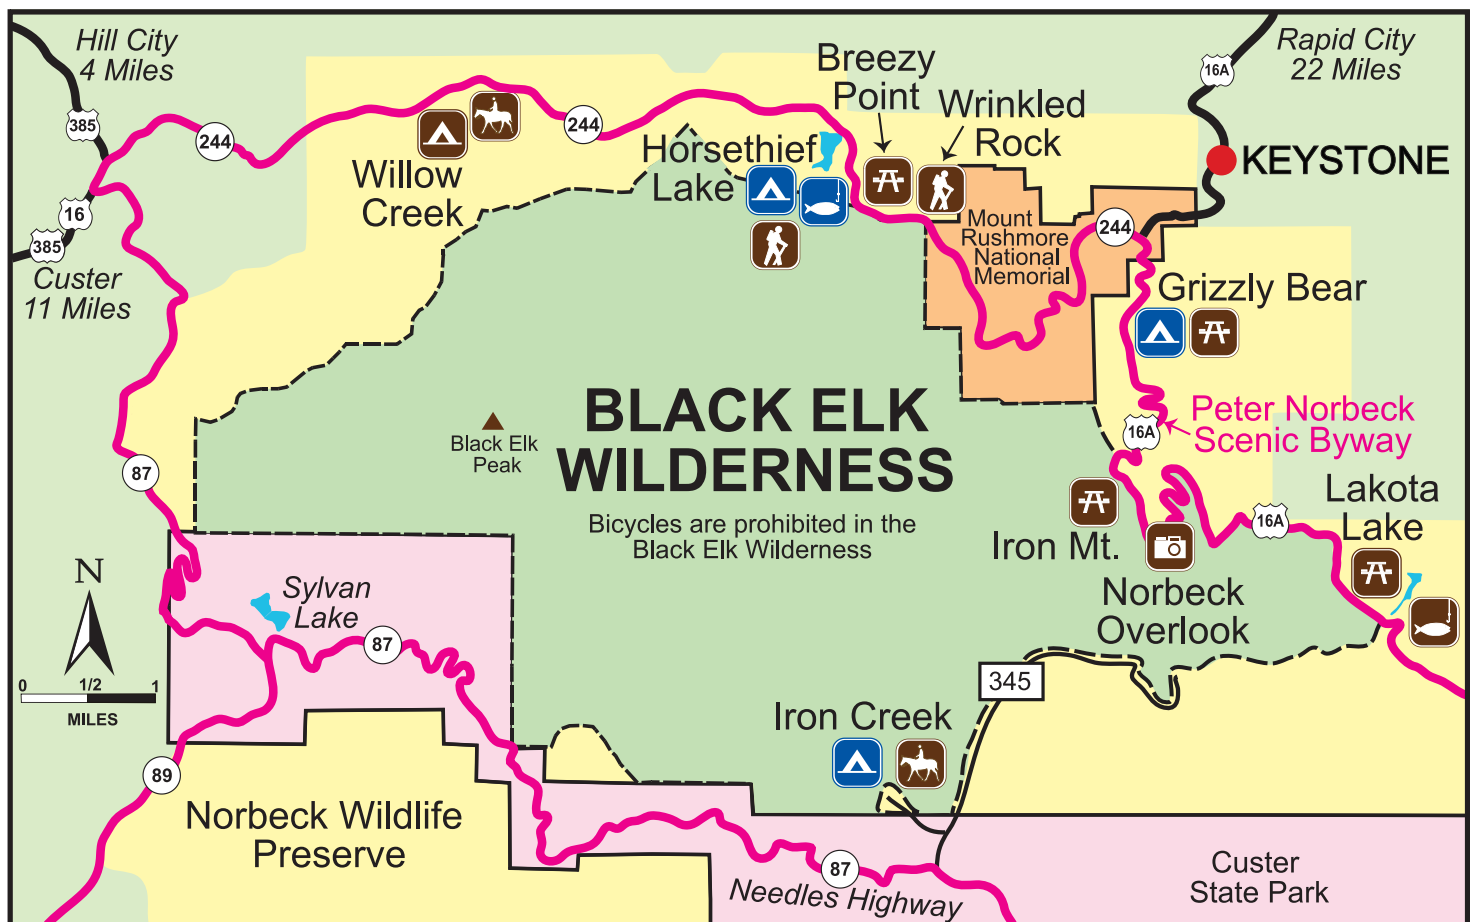 Hill City
4 Miles
385
244
16
385
Custer
11 Miles
Willow
Creek
244
Horsethief
Lake
Breezy
Point
Wrinkled
Rock
16A
Rapid City
22 Miles
KEYSTONE
Mount
Rushmore
National
Memorial
244
Grizzly Bear
Peter Norbeck
Scenic Byway
16A
BLACK ELK
WILDERNESS
Bicycles are prohibited in the
Black Elk Wilderness
Black Elk
Peak
87
Iron Mt.
16A
Lakota
Lake
Norbeck
Overlook
N
0 1/2 1
MILES
Sylvan
Lake
87
345
Iron Creek
89
Norbeck Wildlife
Preserve
87
Needles Highway
Custer
State Park